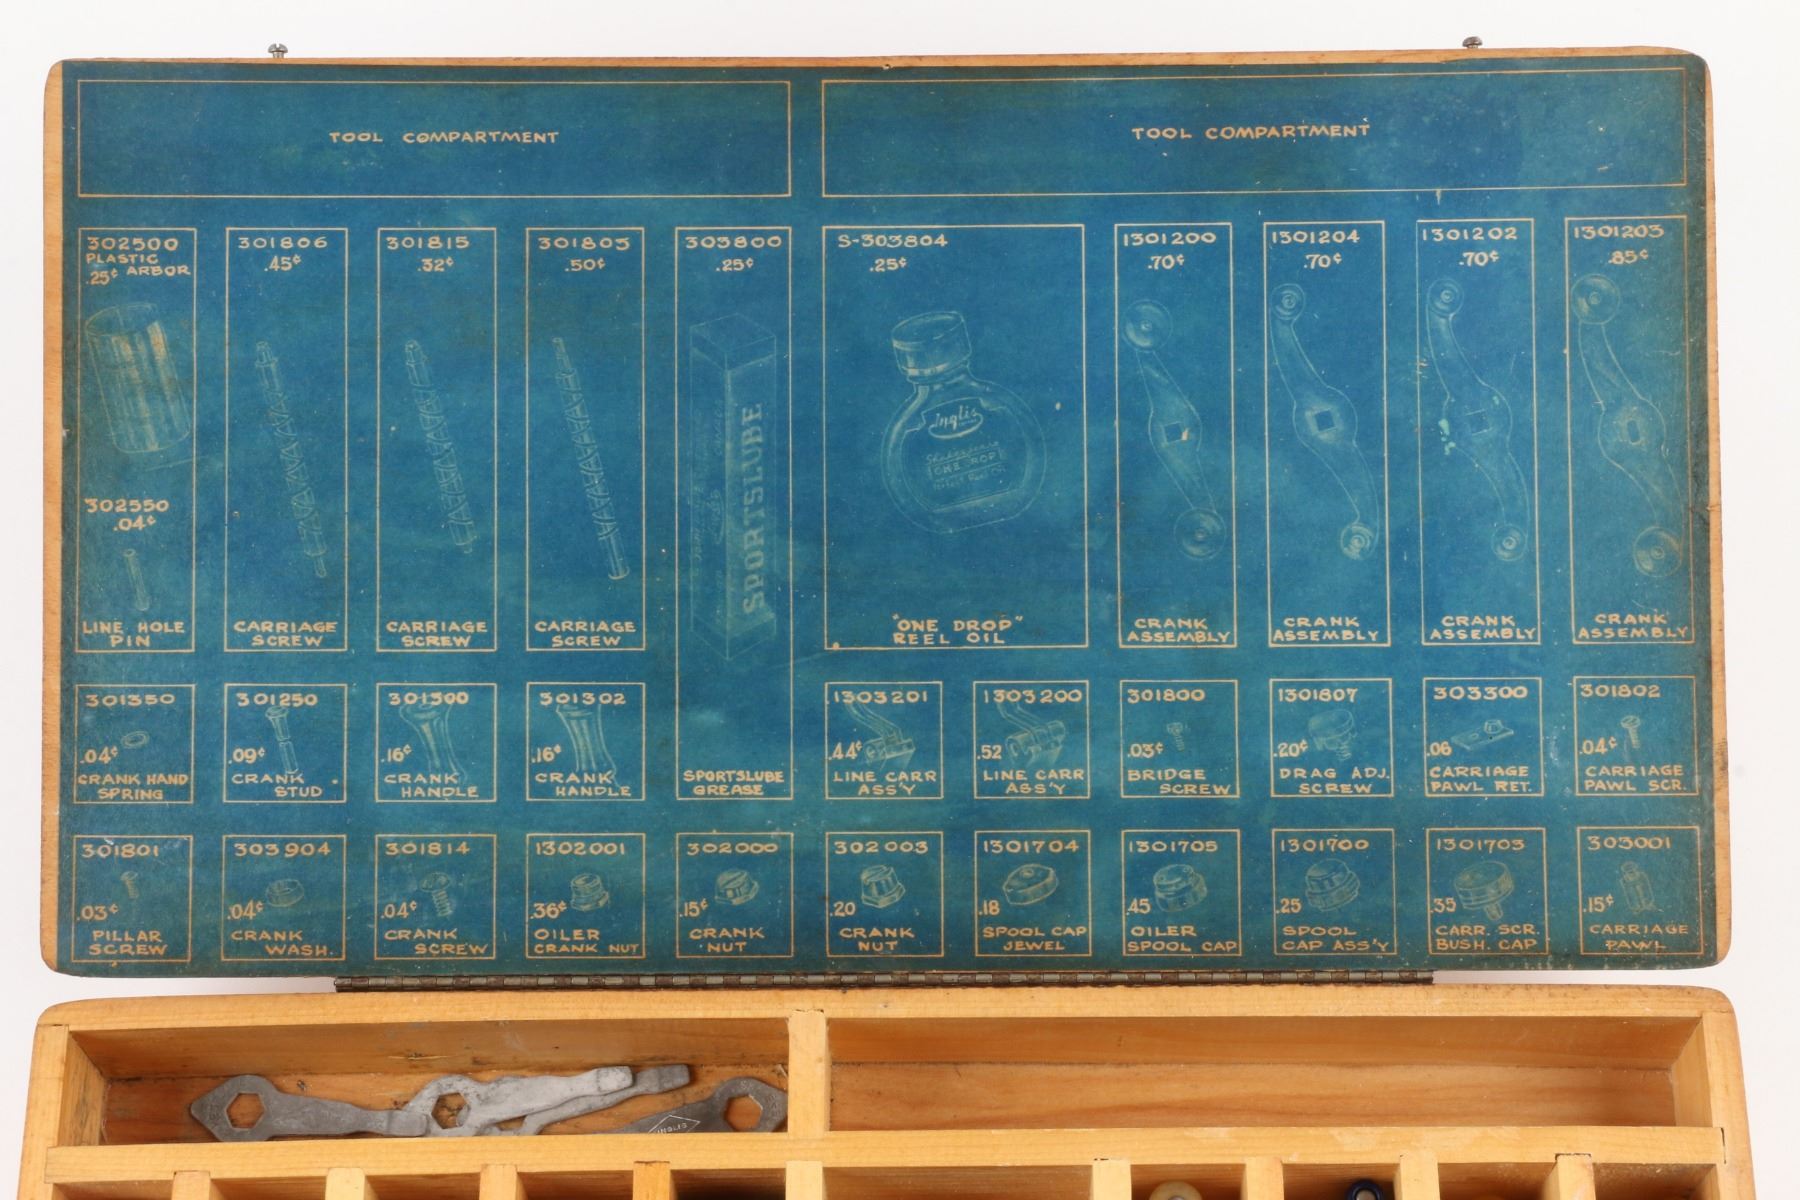 TOOL COMPARTMENT
TOOL COMPARTMENT
302500
PLASTIC
.25¢ ARBOR
302550
.04¢
LINE HOLE
PIN
301806
.45¢
CARRIAGE
SCREW
301815
.32¢
CARRIAGE
SCREW
301805
.50¢
CARRIAGE
SCREW
303800
.25¢
SPORTSLUBE
SPORTSLUBE
GREASE
S-303804
.25¢
Inglis
Shakespeare
ONE DROP
"ONE DROP"
REEL OIL
1301200
.70¢
CRANK
ASSEMBLY
1301204
.70¢
CRANK
ASSEMBLY
1301202
.70¢
CRANK
ASSEMBLY
1301203
.85¢
CRANK
ASSEMBLY
301350
.04¢
CRANK HAND
SPRING
301250
.09¢
CRANK
STUD
301300
.16¢
CRANK
HANDLE
301302
.16¢
CRANK
HANDLE
1303201
.44¢
LINE CARR
ASS'Y
1303200
.52
LINE CARR
ASS'Y
301800
.03¢
BRIDGE
SCREW
1301807
.20¢
DRAG ADJ.
SCREW
303300
.06
CARRIAGE
PAWL RET.
301802
.04¢
CARRIAGE
PAWL SCR.
301801
.03¢
PILLAR
SCREW
303904
.04¢
CRANK
WASH.
301814
.04¢
CRANK
SCREW
1302001
.36¢
OILER
CRANK NUT
302000
.15¢
CRANK
NUT
302003
.20
CRANK
NUT
1301704
.18
SPOOL CAP
JEWEL
1301705
.45
OILER
SPOOL CAP
1301700
.25
SPOOL
CAP ASS'Y
1301703
.35
CARR. SCR.
BUSH. CAP
303001
.15¢
CARRIAGE
PAWL
INGLIS